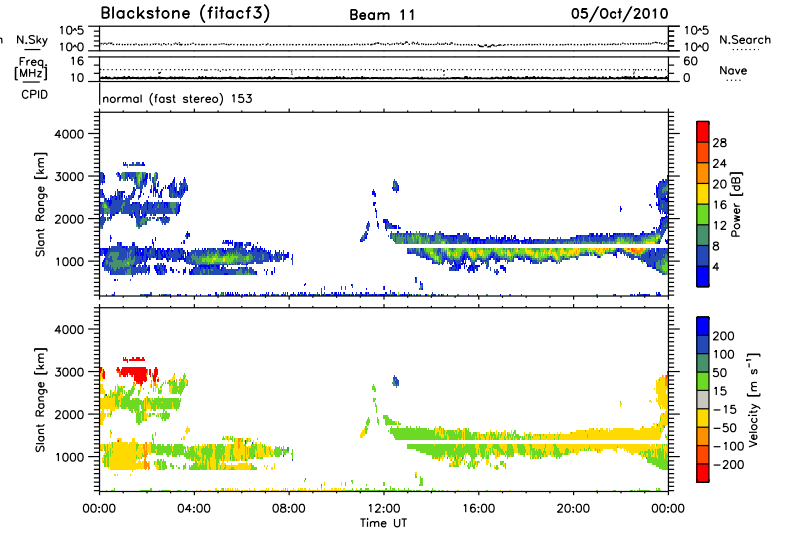 Blackstone (fitacf3) Beam 11 05/Oct/2010
N.Sky 10^5 10^5 N.Search
10^0 10^0
Freq. [MHz] 16 60 Nave
10 0
CPID normal (fast stereo) 153
Slant Range [km]
4000
3000
2000
1000
28
24
20
16
12
8
4
Power [dB]
Slant Range [km]
4000
3000
2000
1000
200
100
50
15
-15
-50
-100
-200
Velocity [m s⁻¹]
00:00 04:00 08:00 12:00 16:00 20:00 00:00
Time UT